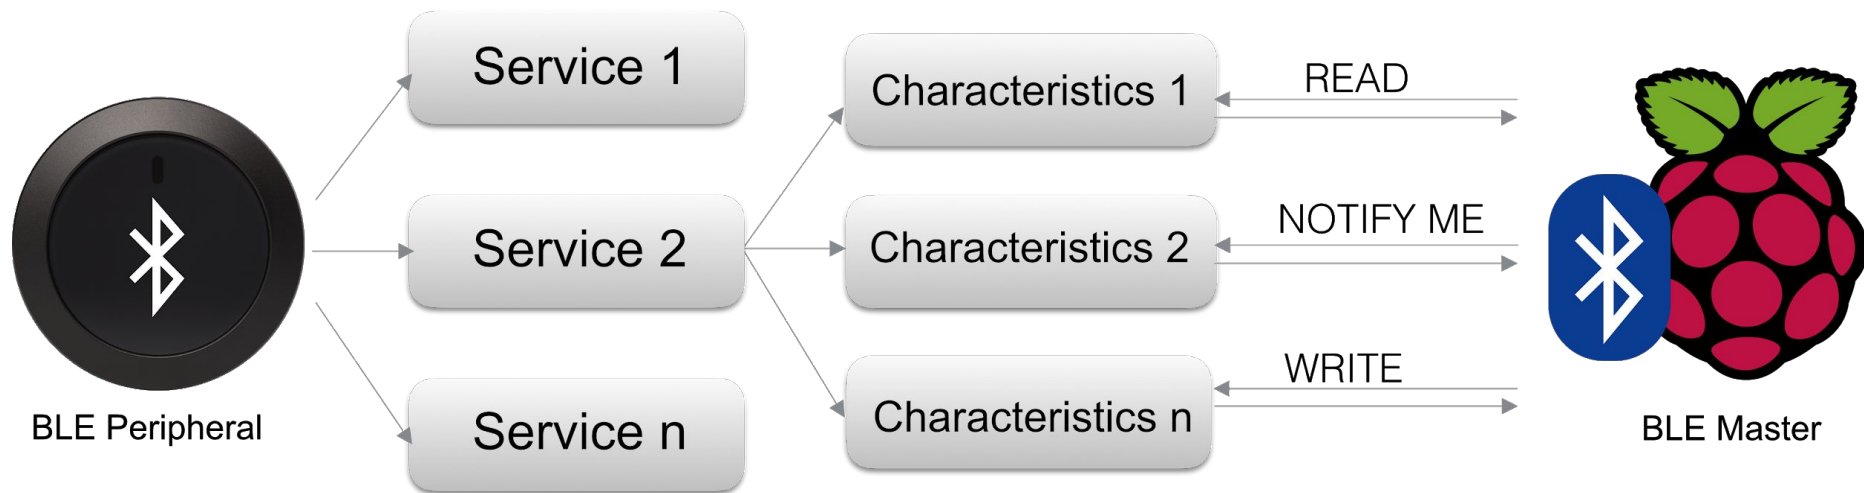 Service 1
Characteristics 1
READ
Service 2
Characteristics 2
NOTIFY ME
Service n
Characteristics n
WRITE
BLE Peripheral
BLE Master